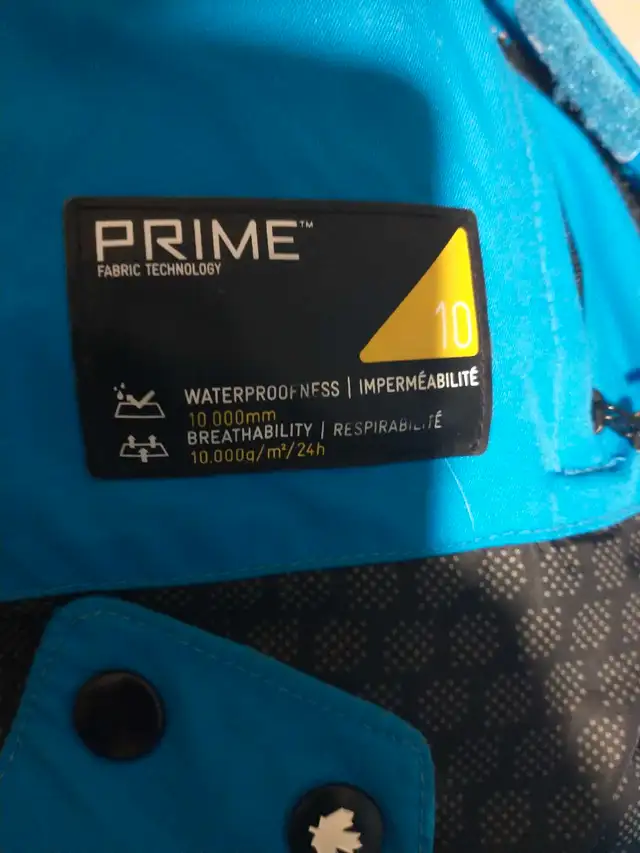 PRIME™
FABRIC TECHNOLOGY
10
WATERPROOFNESS | IMPERMÉABILITÉ
10 000mm
BREATHABILITY | RESPIRABILITÉ
10.000g/m²/24h